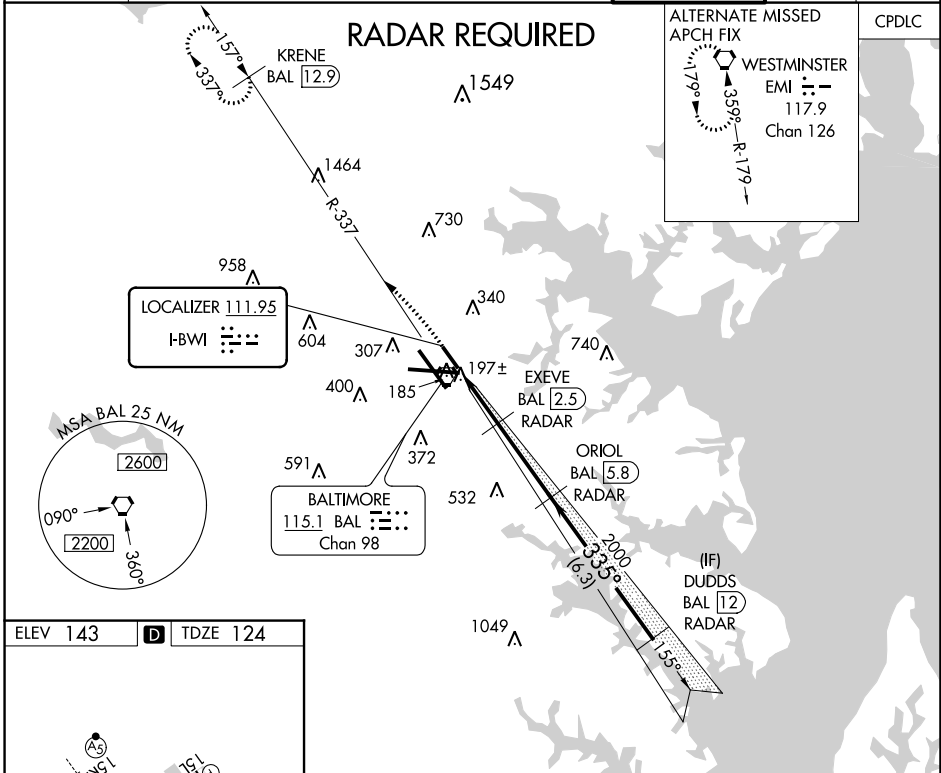 RADAR REQUIRED
ALTERNATE MISSED
APCH FIX
CPDLC
WESTMINSTER
EMI
117.9
Chan 126
179°
359°
R-179
157°
337°
KRENE
BAL 12.9
1549
1464
R-337
730
958
340
LOCALIZER 111.95
I-BWI
604
307
740
197±
185
400
EXEVE
BAL 2.5
RADAR
MSA BAL 25 NM
2600
090°
2200
360°
372
591
ORIOL
BAL 5.8
RADAR
532
BALTIMORE
115.1 BAL
Chan 98
2000
335°
(6.3)
(IF)
DUDDS
BAL 12
RADAR
1049
155°
ELEV 143
D
TDZE 124
A5
15R
15L